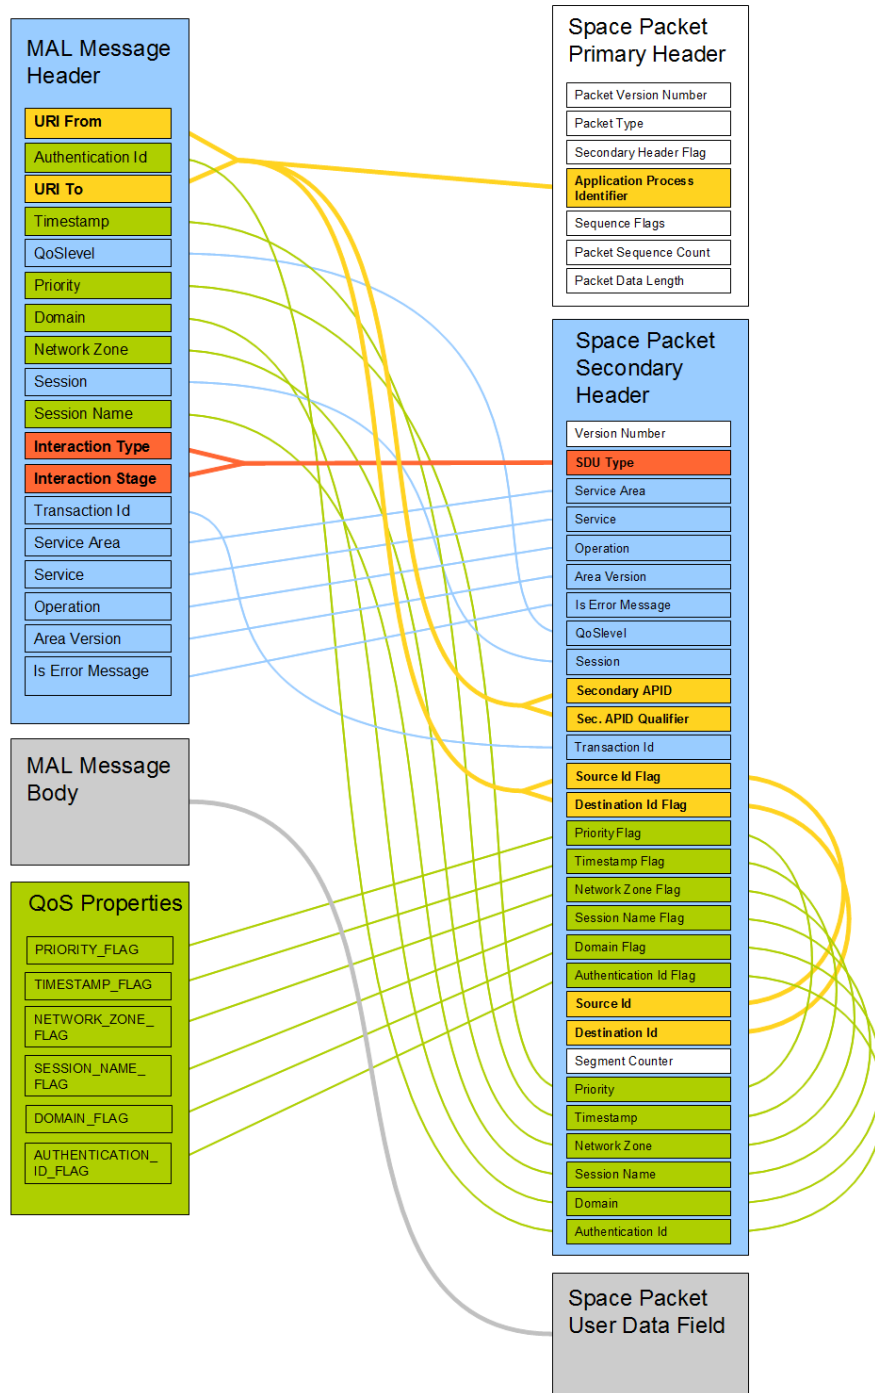 MAL Message
Header
URI From
Authentication Id
URI To
Timestamp
QoSlevel
Priority
Domain
Network Zone
Session
Session Name
Interaction Type
Interaction Stage
Transaction Id
Service Area
Service
Operation
Area Version
Is Error Message
MAL Message
Body
QoS Properties
PRIORITY_FLAG
TIMESTAMP_FLAG
NETWORK_ZONE_
FLAG
SESSION_NAME_
FLAG
DOMAIN_FLAG
AUTHENTICATION_
ID_FLAG
Space Packet
Primary Header
Packet Version Number
Packet Type
Secondary Header Flag
Application Process
Identifier
Sequence Flags
Packet Sequence Count
Packet Data Length
Space Packet
Secondary
Header
Version Number
SDU Type
Service Area
Service
Operation
Area Version
Is Error Message
QoSlevel
Session
Secondary APID
Sec. APID Qualifier
Transaction Id
Source Id Flag
Destination Id Flag
Priority Flag
Timestamp Flag
Network Zone Flag
Session Name Flag
Domain Flag
Authentication Id Flag
Source Id
Destination Id
Segment Counter
Priority
Timestamp
Network Zone
Session Name
Domain
Authentication Id
Space Packet
User Data Field